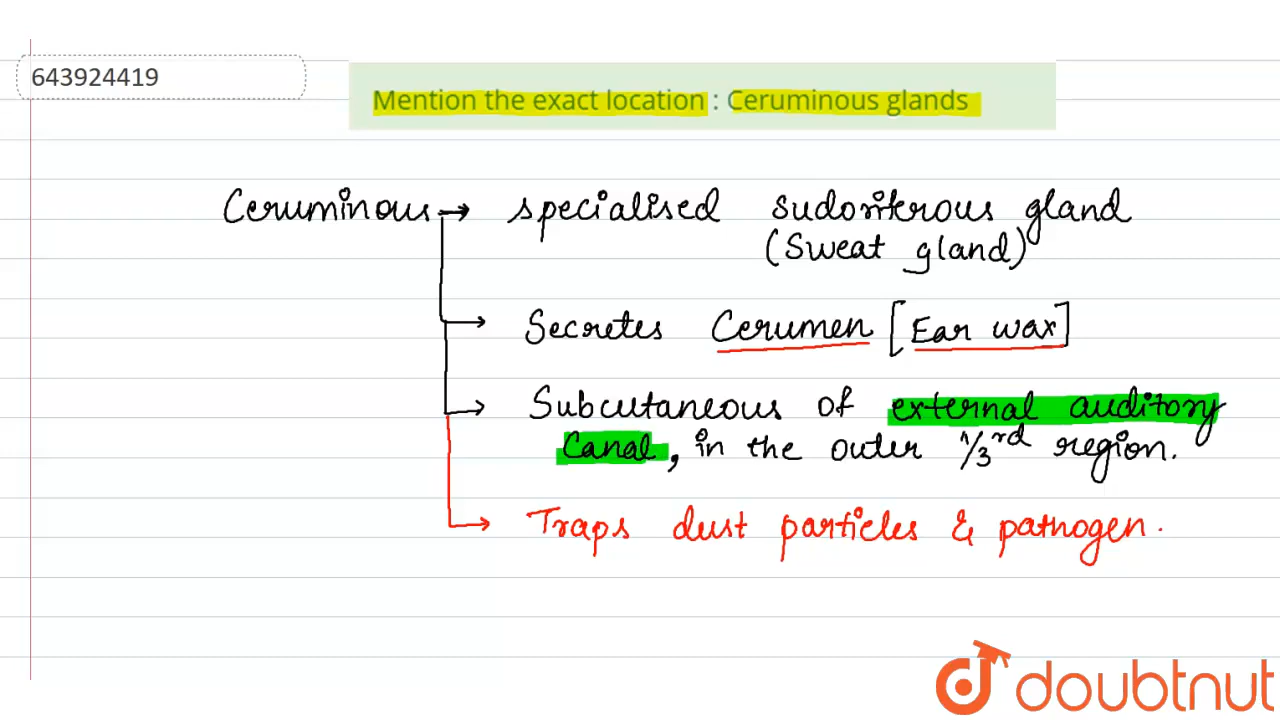 643924419
Mention the exact location : Ceruminous glands
Ceruminous → specialised sudoriferous gland
(Sweat gland)
→ Secretes Cerumen [Ear wax]
→ Subcutaneous of external auditory
Canal, in the outer 1/3rd region.
→ Traps dust particles & pathogen.
doubtnut